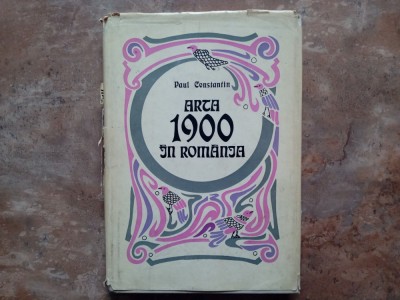 Paul Constantin
ARTA
1900
ÎN ROMÂNIA